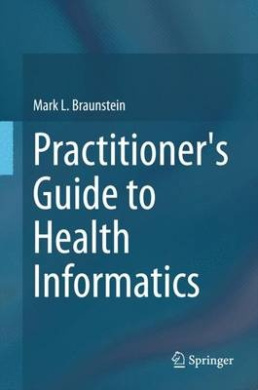 Mark L. Braunstein
Practitioner's
Guide to
Health
Informatics
Springer